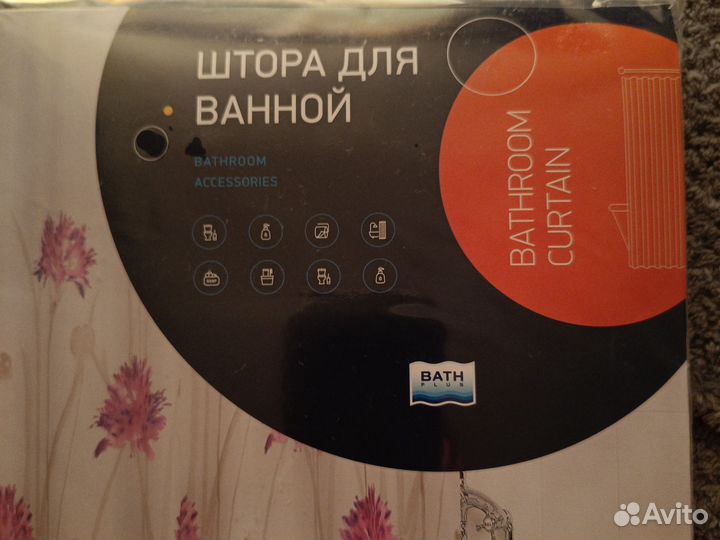 ШТОРА ДЛЯ
ВАННОЙ
BATHROOM
ACCESSORIES
BATHROOM
CURTAIN
BATH
PLUS
Avito